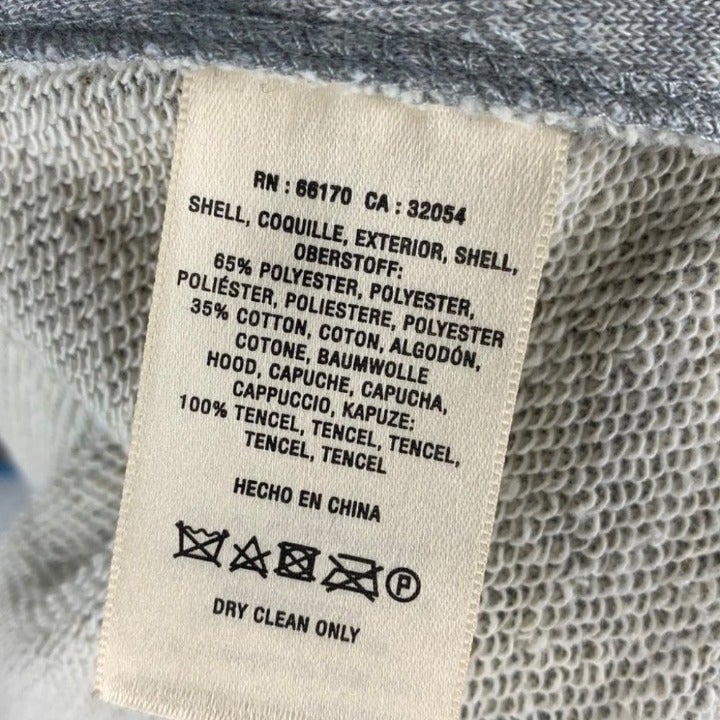 RN : 66170 CA : 32054
SHELL, COQUILLE, EXTERIOR, SHELL,
OBERSTOFF:
65% POLYESTER, POLYESTER,
POLIÉSTER, POLIESTERE, POLYESTER
35% COTTON, COTON, ALGODÓN,
COTONE, BAUMWOLLE
HOOD, CAPUCHE, CAPUCHA,
CAPPUCCIO, KAPUZE:
100% TENCEL, TENCEL, TENCEL,
TENCEL, TENCEL
HECHO EN CHINA
P
DRY CLEAN ONLY